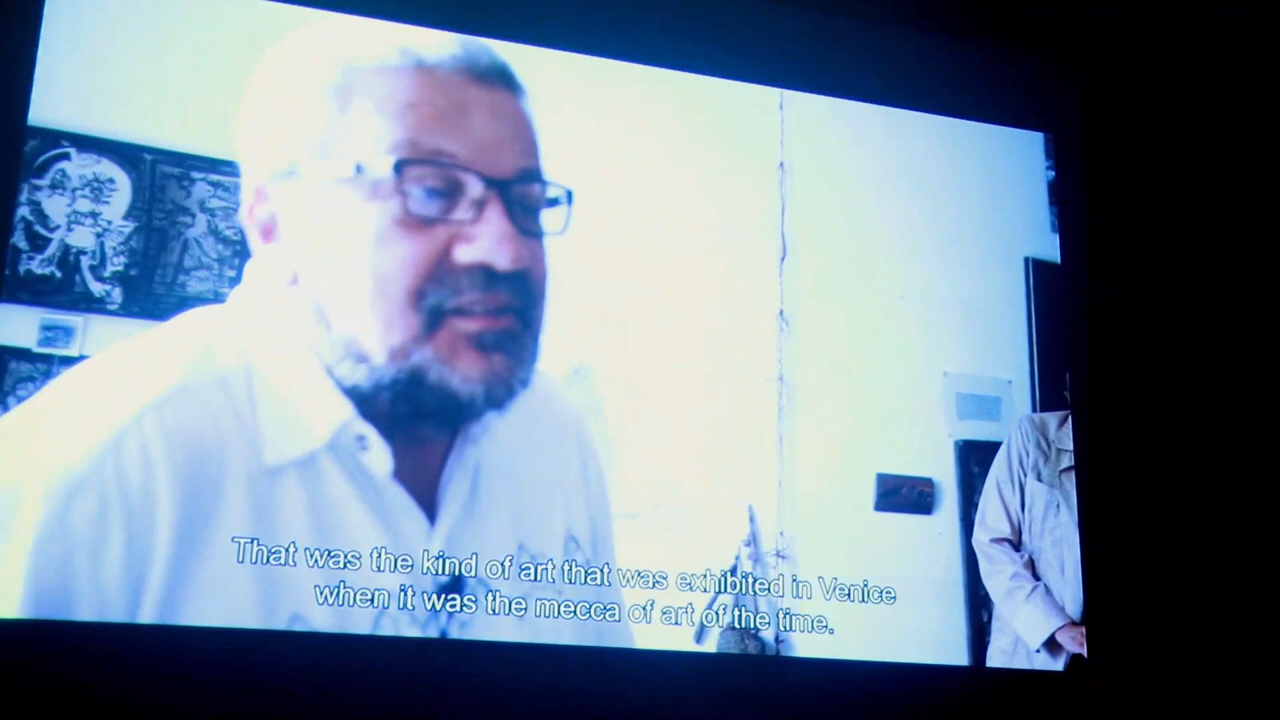 That was the kind of art that was exhibited in Venice
when it was the mecca of art of the time.